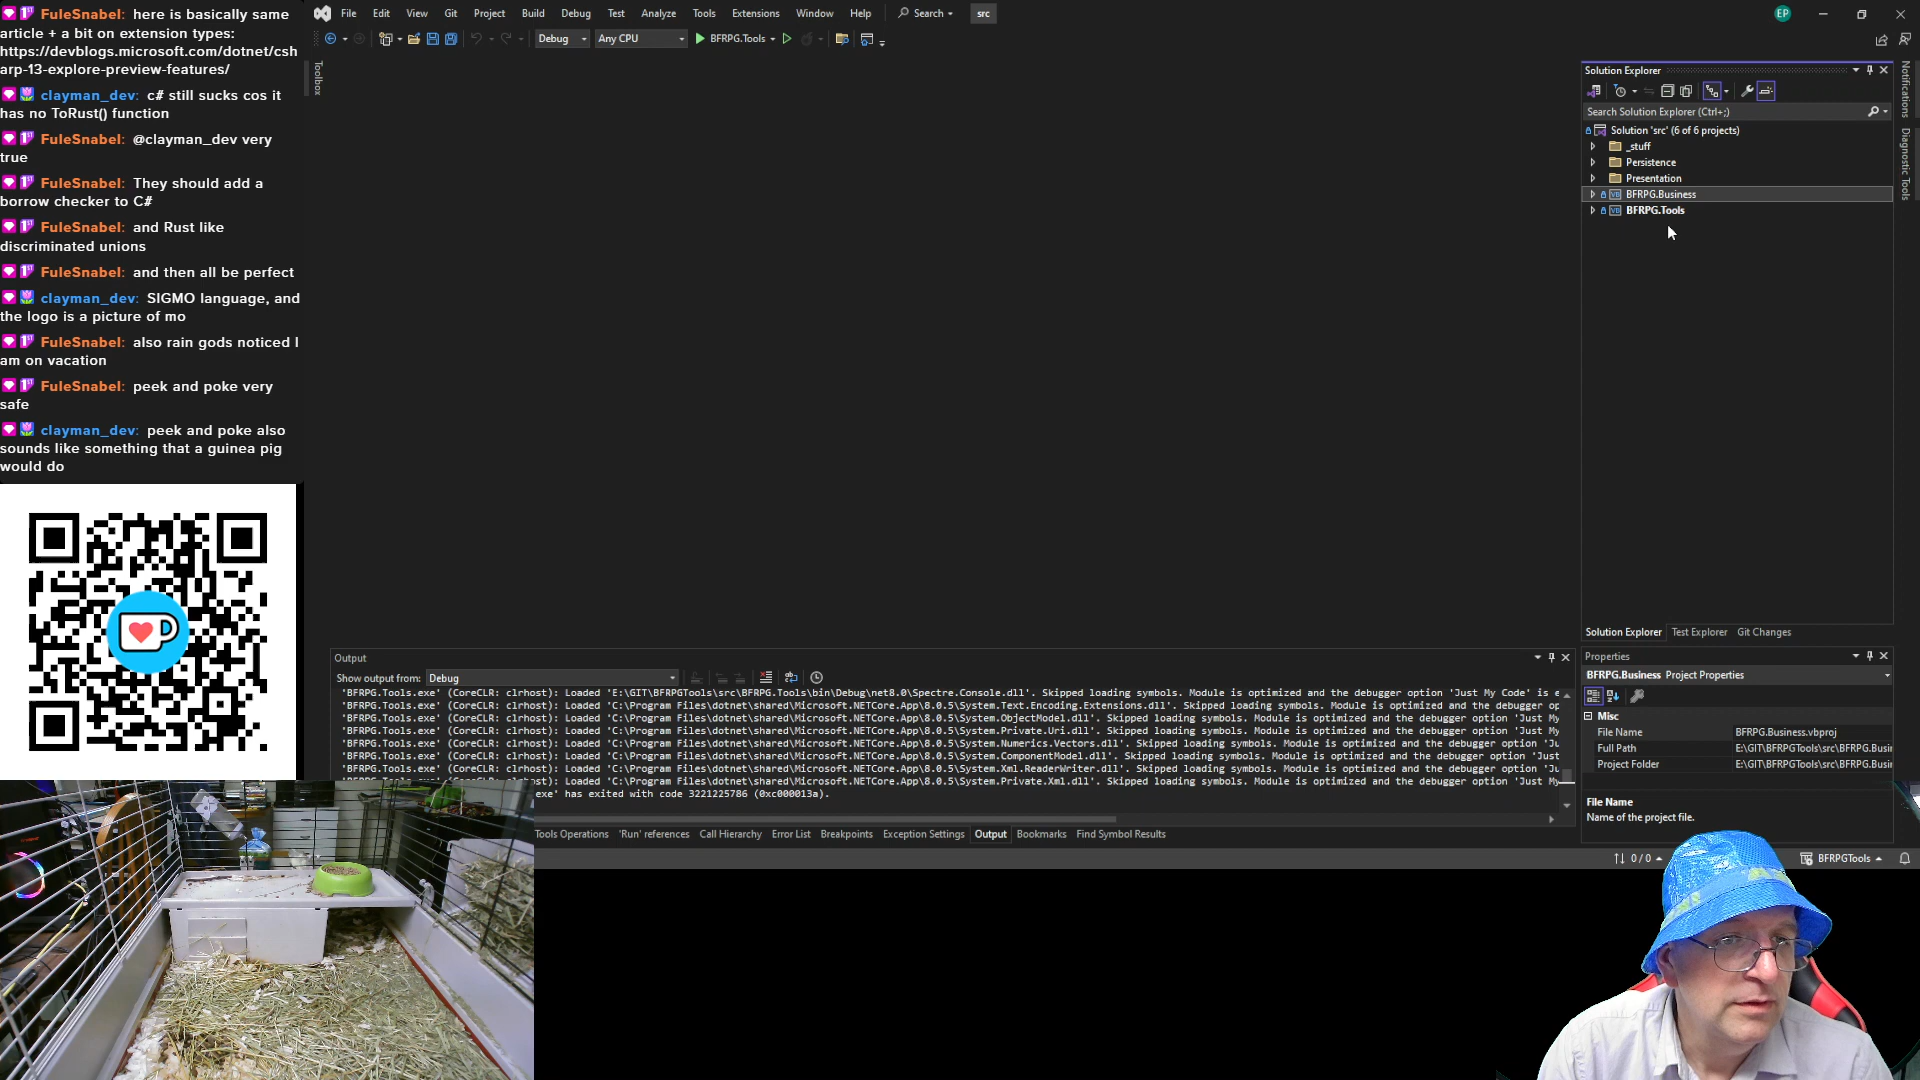 FuleSnabel: here is basically same
article + a bit on extension types:
https://devblogs.microsoft.com/dotnet/csh
arp-13-explore-preview-features/
clayman_dev: c# still sucks cos it
has no ToRust() function
FuleSnabel: @clayman_dev very
true
FuleSnabel: They should add a
borrow checker to C#
FuleSnabel: and Rust like
discriminated unions
FuleSnabel: and then all be perfect
clayman_dev: SIGMO language, and
the logo is a picture of mo
FuleSnabel: also rain gods noticed I
am on vacation
FuleSnabel: peek and poke very
safe
clayman_dev: peek and poke also
sounds like something that a guinea pig
would do
File Edit View Git Project Build Debug Test Analyze Tools Extensions Window Help Search src
EP
Debug Any CPU BFRPG.Tools
Toolbox
Solution Explorer
Search Solution Explorer (Ctrl+;)
Solution 'src' (6 of 6 projects)
_stuff
Persistence
Presentation
BFRPG.Business
BFRPG.Tools
Notifications
Diagnostic Tools
Solution Explorer Test Explorer Git Changes
Properties
BFRPG.Business Project Properties
Misc
File Name BFRPG.Business.vbproj
Full Path E:\GIT\BFRPGTools\src\BFRPG.Busin
Project Folder E:\GIT\BFRPGTools\src\BFRPG.Busin
File Name
Name of the project file.
Output
Show output from: Debug
'BFRPG.Tools.exe' (CoreCLR: clrhost): Loaded 'E:\GIT\BFRPGTools\src\BFRPG.Tools\bin\Debug\net8.0\Spectre.Console.dll'. Skipped loading symbols. Module is optimized and the debugger option 'Just My Code' is e
'BFRPG.Tools.exe' (CoreCLR: clrhost): Loaded 'C:\Program Files\dotnet\shared\Microsoft.NETCore.App\8.0.5\System.Text.Encoding.Extensions.dll'. Skipped loading symbols. Module is optimized and the debugger op
'BFRPG.Tools.exe' (CoreCLR: clrhost): Loaded 'C:\Program Files\dotnet\shared\Microsoft.NETCore.App\8.0.5\System.ObjectModel.dll'. Skipped loading symbols. Module is optimized and the debugger option 'Just My
'BFRPG.Tools.exe' (CoreCLR: clrhost): Loaded 'C:\Program Files\dotnet\shared\Microsoft.NETCore.App\8.0.5\System.Private.Uri.dll'. Skipped loading symbols. Module is optimized and the debugger option 'Just My
'BFRPG.Tools.exe' (CoreCLR: clrhost): Loaded 'C:\Program Files\dotnet\shared\Microsoft.NETCore.App\8.0.5\System.Numerics.Vectors.dll'. Skipped loading symbols. Module is optimized and the debugger option 'Ju
'BFRPG.Tools.exe' (CoreCLR: clrhost): Loaded 'C:\Program Files\dotnet\shared\Microsoft.NETCore.App\8.0.5\System.ComponentModel.dll'. Skipped loading symbols. Module is optimized and the debugger option 'Just
'BFRPG.Tools.exe' (CoreCLR: clrhost): Loaded 'C:\Program Files\dotnet\shared\Microsoft.NETCore.App\8.0.5\System.Xml.ReaderWriter.dll'. Skipped loading symbols. Module is optimized and the debugger option 'Ju
'BFRPG.Tools.exe' (CoreCLR: clrhost): Loaded 'C:\Program Files\dotnet\shared\Microsoft.NETCore.App\8.0.5\System.Private.Xml.dll'. Skipped loading symbols. Module is optimized and the debugger option 'Just My
exe' has exited with code 3221225786 (0xc000013a).
Tools Operations 'Run' references Call Hierarchy Error List Breakpoints Exception Settings Output Bookmarks Find Symbol Results
0 / 0 BFRPGTools